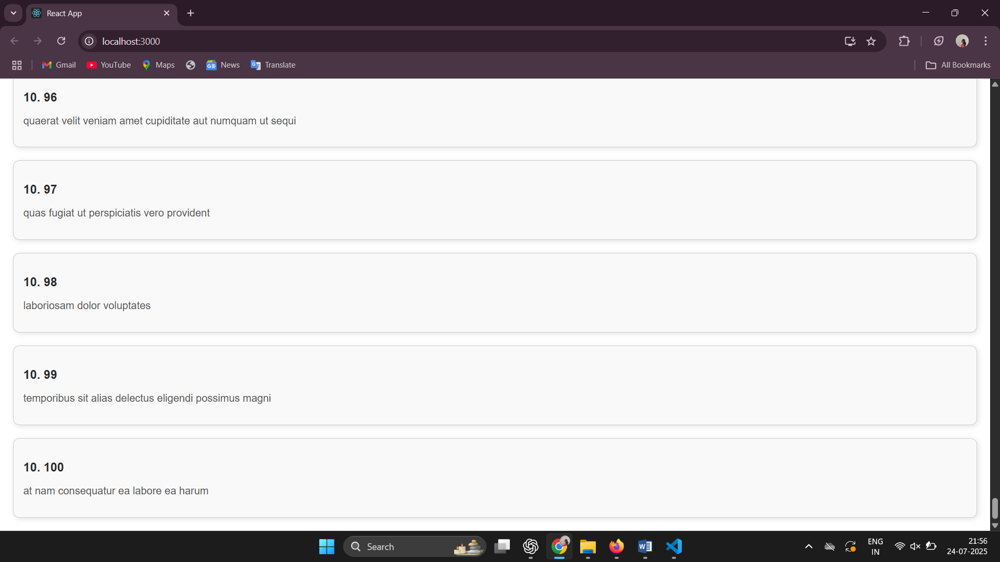 React App
localhost:3000
Gmail
YouTube
Maps
News
Translate
All Bookmarks
10. 96
quaerat velit veniam amet cupiditate aut numquam ut sequi
10. 97
quas fugiat ut perspiciatis vero provident
10. 98
laboriosam dolor voluptates
10. 99
temporibus sit alias delectus eligendi possimus magni
10. 100
at nam consequatur ea labore ea harum
Search
ENG
IN
21:56
24-07-2025